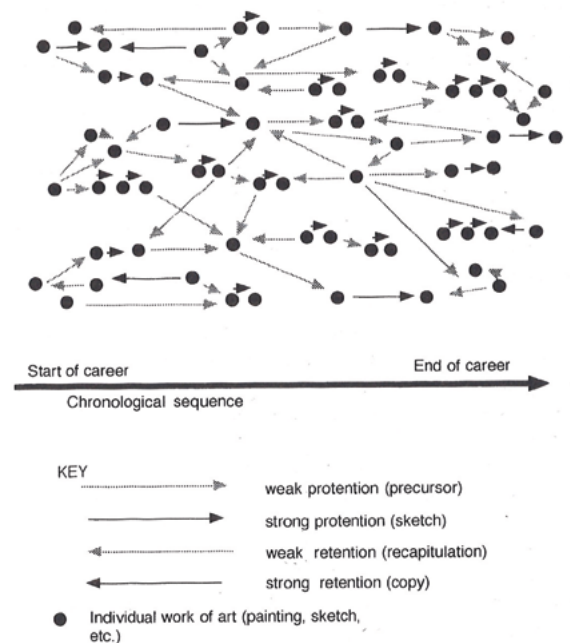 Start of career
End of career
Chronological sequence
KEY
weak protention (precursor)
strong protention (sketch)
weak retention (recapitulation)
strong retention (copy)
Individual work of art (painting, sketch,
etc.)